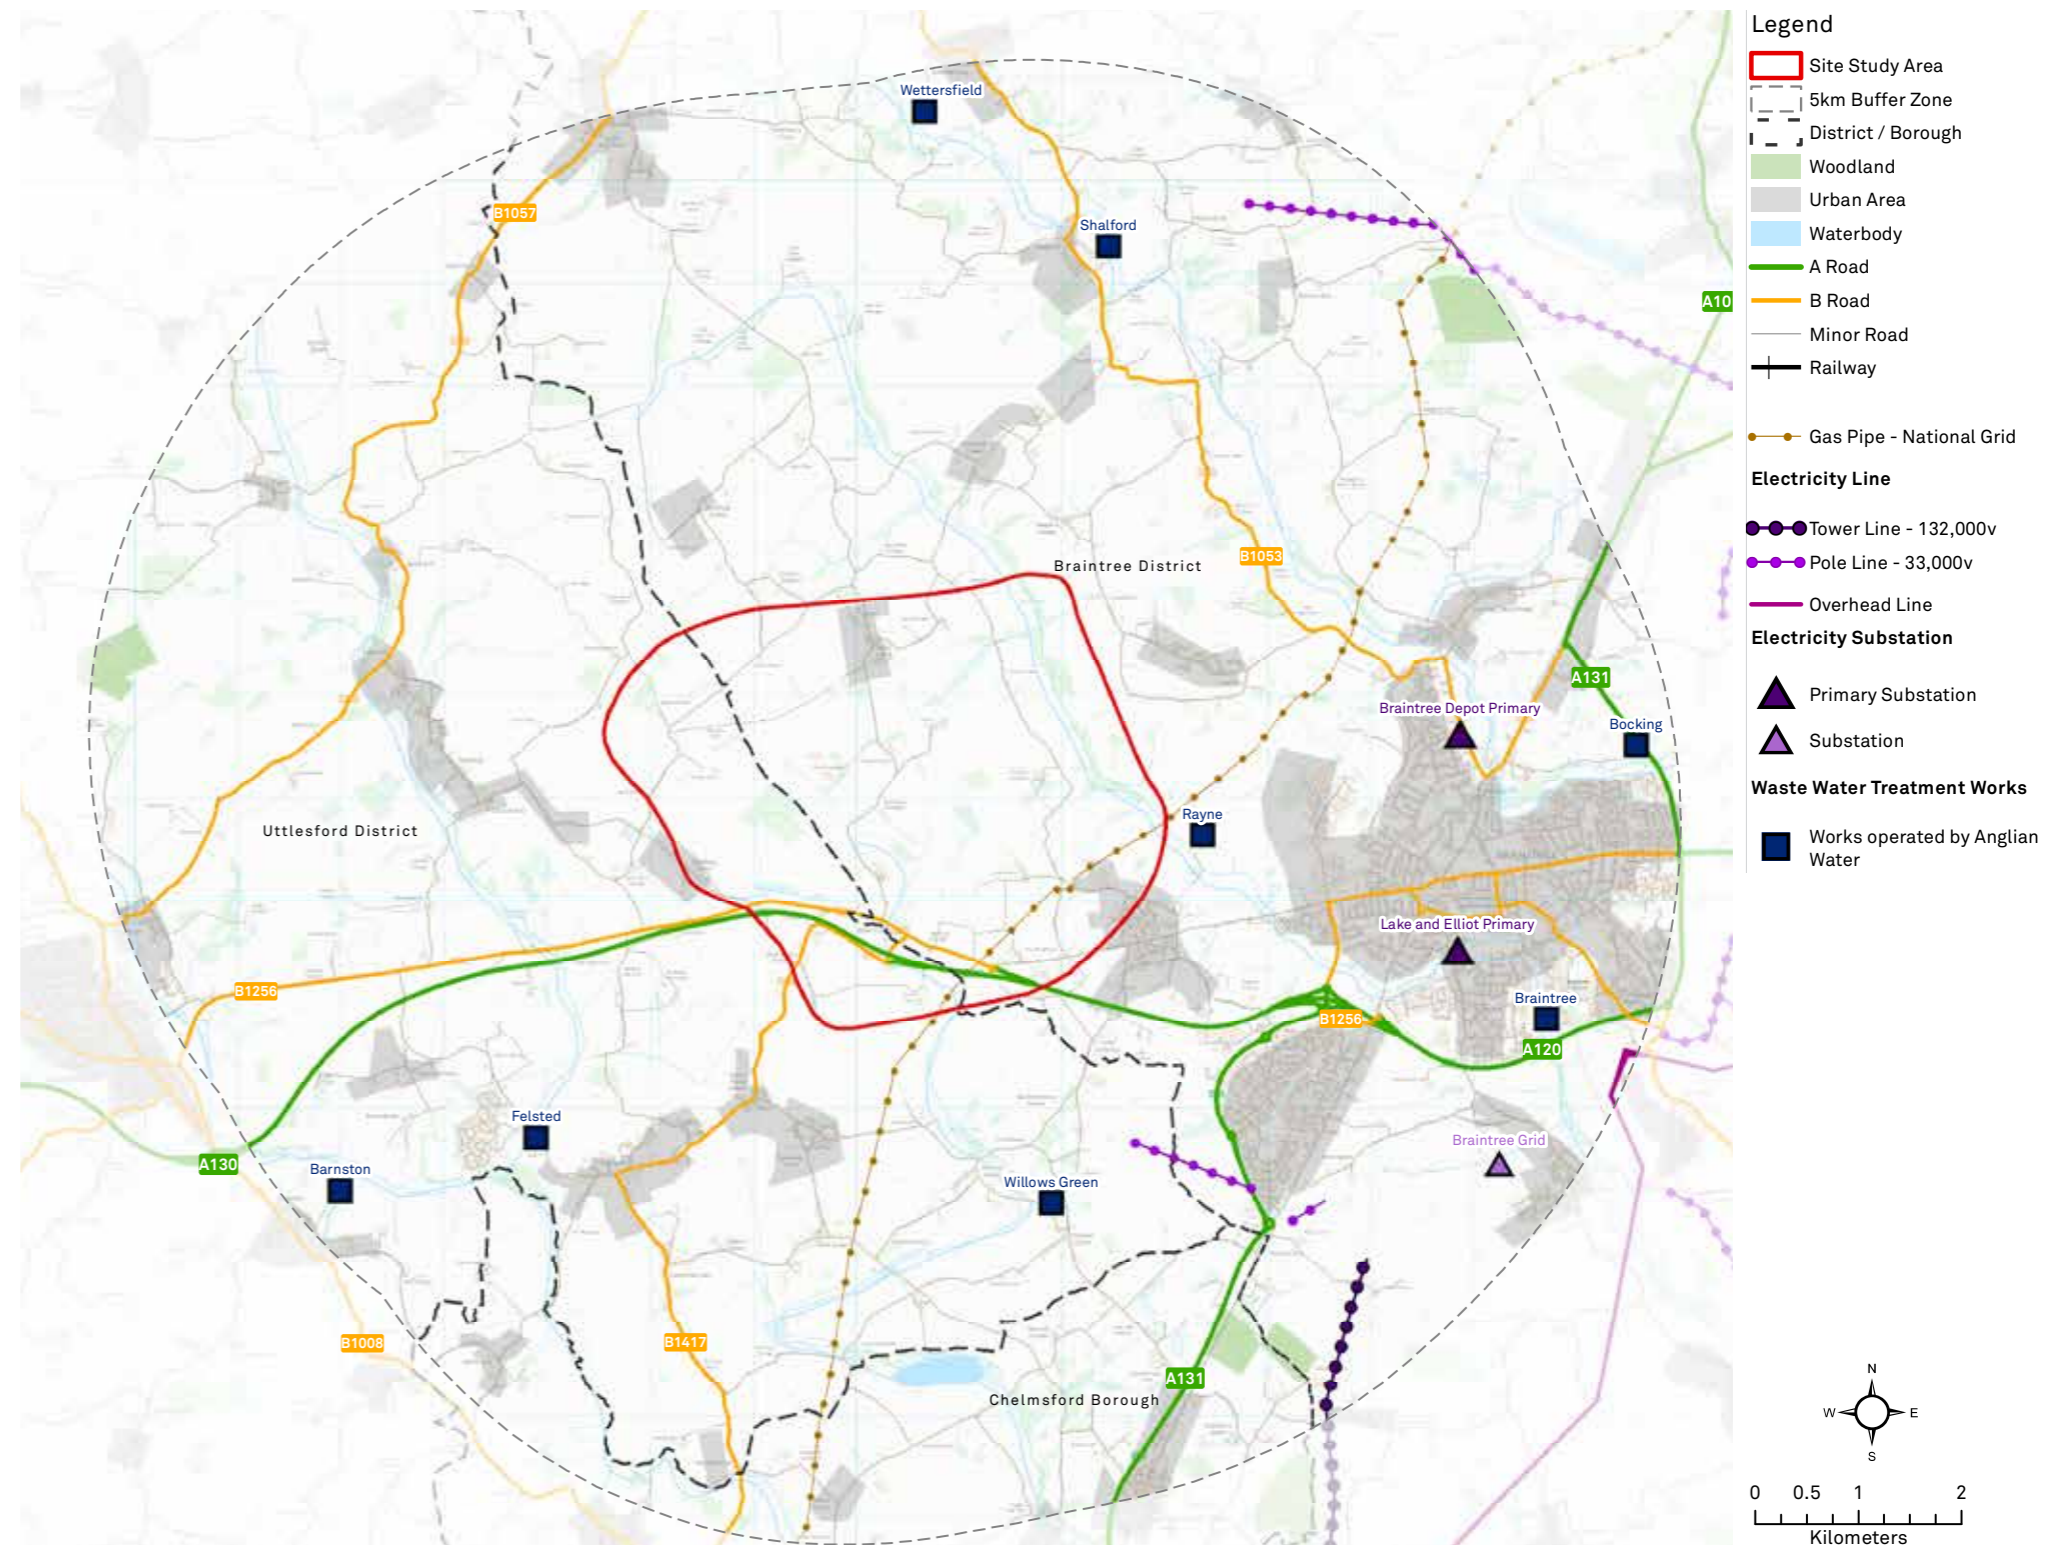 Wettersfield
B1057
Shalford
A10
B1053
Braintree District
A131
Braintree Depot Primary
Bocking
Rayne
Uttlesford District
Lake and Elliot Primary
B1256
Braintree
B1256
A120
Felsted
Braintree Grid
A130
Barnston
Willows Green
B1008
B1417
A131
Chelmsford Borough
Legend
Site Study Area
5km Buffer Zone
District / Borough
Woodland
Urban Area
Waterbody
A Road
B Road
Minor Road
Railway
Gas Pipe - National Grid
Electricity Line
Tower Line - 132,000v
Pole Line - 33,000v
Overhead Line
Electricity Substation
Primary Substation
Substation
Waste Water Treatment Works
Works operated by Anglian
Water
N
W E
S
0 0.5 1 2
Kilometers